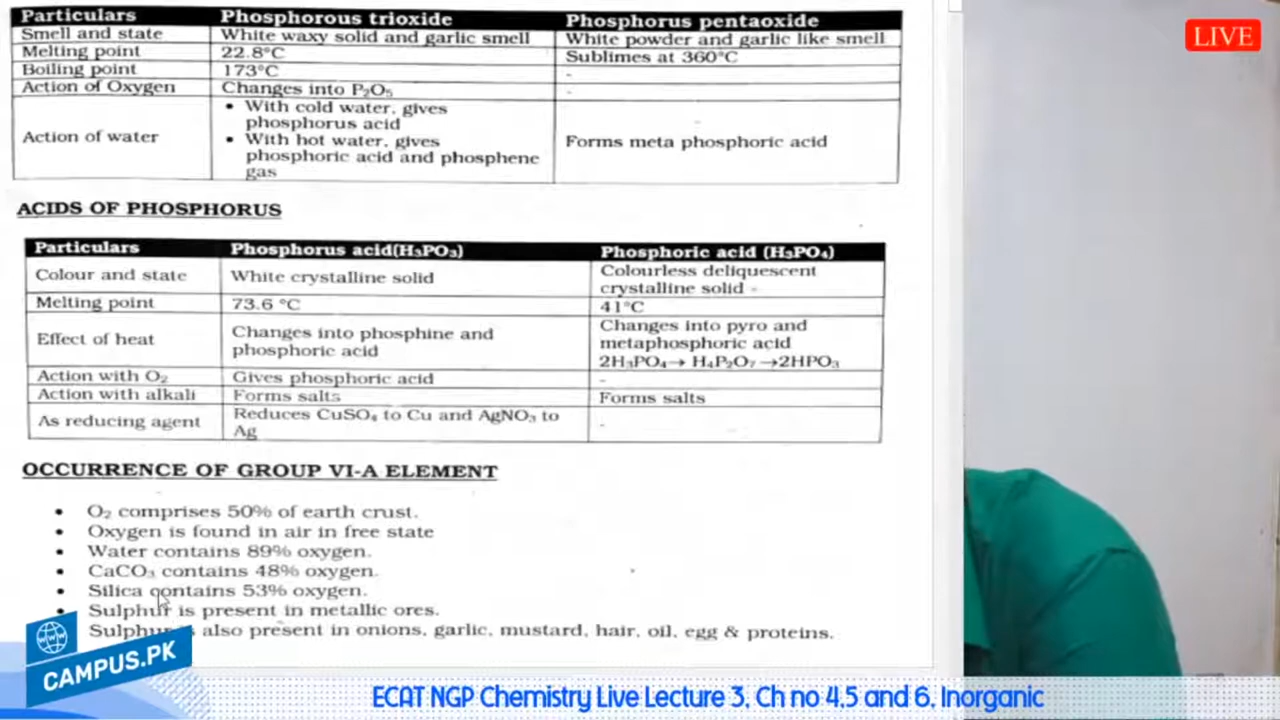 Particulars Phosphorous trioxide Phosphorus pentaoxide
Smell and state White waxy solid and garlic smell White powder and garlic like smell
Melting point 22.8°C Sublimes at 360°C
Boiling point 173°C -
Action of Oxygen Changes into P₂O₅ -
Action of water
• With cold water, gives
phosphorus acid
• With hot water, gives
phosphoric acid and phosphene
gas
Forms meta phosphoric acid
ACIDS OF PHOSPHORUS
Particulars Phosphorus acid(H₃PO₃) Phosphoric acid (H₃PO₄)
Colour and state White crystalline solid Colourless deliquescent
crystalline solid -
Melting point 73.6 °C 41°C
Effect of heat Changes into phosphine and
phosphoric acid
Changes into pyro and
metaphosphoric acid
2H₃PO₄→ H₄P₂O₇ →2HPO₃
Action with O₂ Gives phosphoric acid -
Action with alkali Forms salts Forms salts
As reducing agent Reduces CuSO₄ to Cu and AgNO₃ to
Ag
-
OCCURRENCE OF GROUP VI-A ELEMENT
• O₂ comprises 50% of earth crust.
• Oxygen is found in air in free state
• Water contains 89% oxygen.
• CaCO₃ contains 48% oxygen.
• Silica contains 53% oxygen.
• Sulphur is present in metallic ores.
Sulphur also present in onions, garlic, mustard, hair, oil, egg & proteins.
LIVE
WWW
CAMPUS.PK
ECAT NGP Chemistry Live Lecture 3, Ch no 4,5 and 6, Inorganic